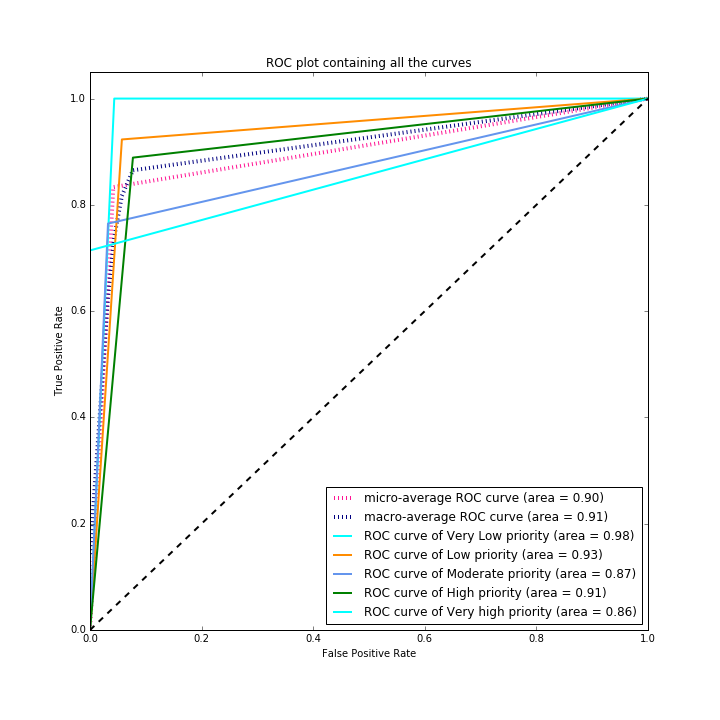 ROC plot containing all the curves
1.0
0.8
0.6
0.4
0.2
0.0
True Positive Rate
micro-average ROC curve (area = 0.90)
macro-average ROC curve (area = 0.91)
ROC curve of Very Low priority (area = 0.98)
ROC curve of Low priority (area = 0.93)
ROC curve of Moderate priority (area = 0.87)
ROC curve of High priority (area = 0.91)
ROC curve of Very high priority (area = 0.86)
0.0 0.2 0.4 0.6 0.8 1.0
False Positive Rate